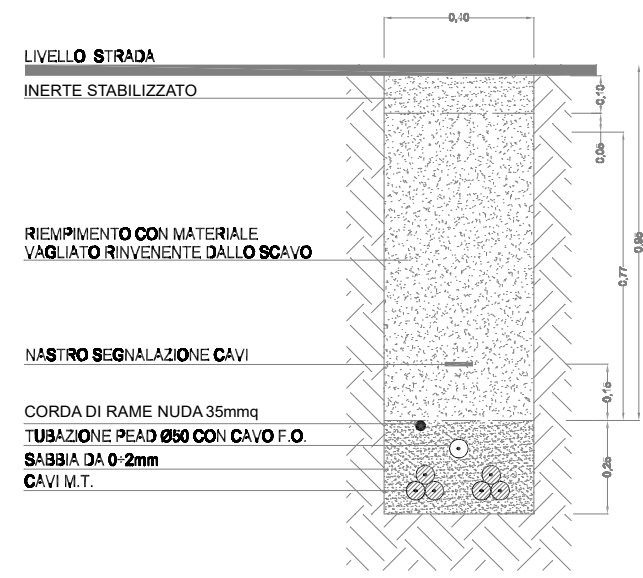 0,40
LIVELLO STRADA
INERTE STABILIZZATO
0,10
0,05
RIEMPIMENTO CON MATERIALE
VAGLIATO RINVENENTE DALLO SCAVO
0,95
0,77
NASTRO SEGNALAZIONE CAVI
0,15
CORDA DI RAME NUDA 35mmq
TUBAZIONE PEAD Ø50 CON CAVO F.O.
SABBIA DA 0÷2mm
0,25
CAVI M.T.